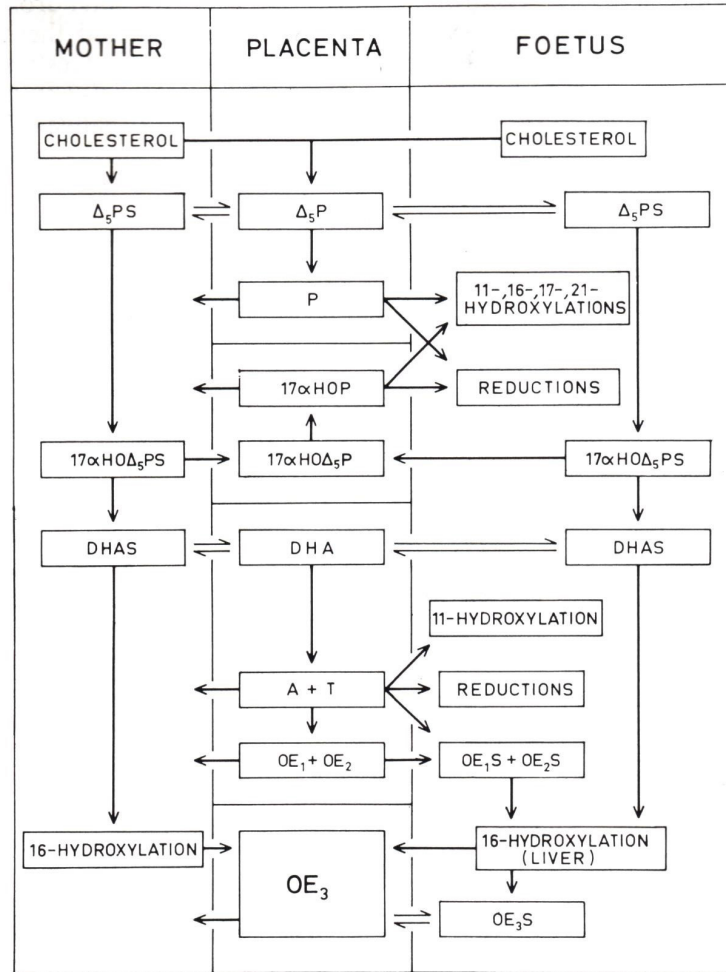 MOTHER PLACENTA FOETUS
CHOLESTEROL CHOLESTEROL
Δ₅PS Δ₅P Δ₅PS
P 11-,16-,17-,21-
HYDROXYLATIONS
17αHOP REDUCTIONS
17αHOΔ₅PS 17αHOΔ₅P 17αHOΔ₅PS
DHAS DHA DHAS
11-HYDROXYLATION
A + T REDUCTIONS
OE₁ + OE₂ OE₁S + OE₂S
16-HYDROXYLATION OE₃ 16-HYDROXYLATION
(LIVER)
OE₃S